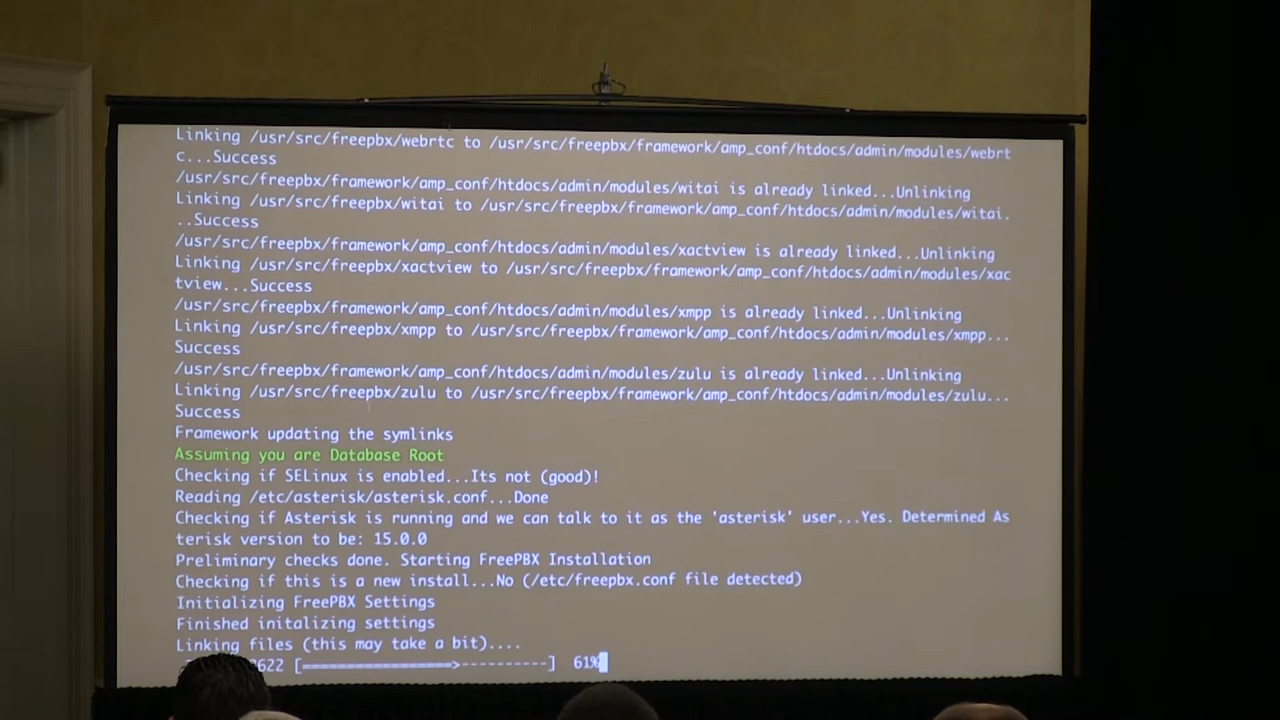 Linking /usr/src/freepbx/webrtc to /usr/src/freepbx/framework/amp_conf/htdocs/admin/modules/webrt
c...Success
/usr/src/freepbx/framework/amp_conf/htdocs/admin/modules/witai is already linked...Unlinking
Linking /usr/src/freepbx/witai to /usr/src/freepbx/framework/amp_conf/htdocs/admin/modules/witai.
..Success
/usr/src/freepbx/framework/amp_conf/htdocs/admin/modules/xactview is already linked...Unlinking
Linking /usr/src/freepbx/xactview to /usr/src/freepbx/framework/amp_conf/htdocs/admin/modules/xac
tview...Success
/usr/src/freepbx/framework/amp_conf/htdocs/admin/modules/xmpp is already linked...Unlinking
Linking /usr/src/freepbx/xmpp to /usr/src/freepbx/framework/amp_conf/htdocs/admin/modules/xmpp...
Success
/usr/src/freepbx/framework/amp_conf/htdocs/admin/modules/zulu is already linked...Unlinking
Linking /usr/src/freepbx/zulu to /usr/src/freepbx/framework/amp_conf/htdocs/admin/modules/zulu...
Success
Framework updating the symlinks
Assuming you are Database Root
Checking if SELinux is enabled...Its not (good)!
Reading /etc/asterisk/asterisk.conf...Done
Checking if Asterisk is running and we can talk to it as the 'asterisk' user...Yes. Determined As
terisk version to be: 15.0.0
Preliminary checks done. Starting FreePBX Installation
Checking if this is a new install...No (/etc/freepbx.conf file detected)
Initializing FreePBX Settings
Finished initalizing settings
Linking files (this may take a bit)....
622 [==================>----------] 61%